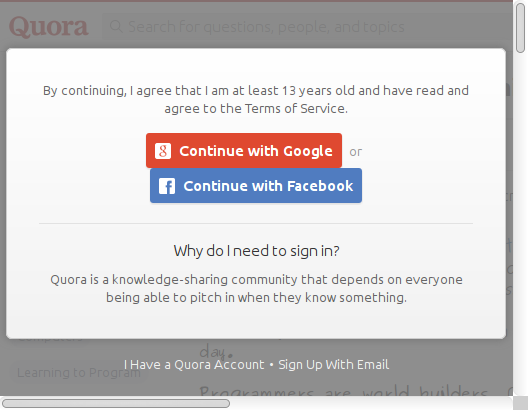 Quora
Search for questions, people, and topics
By continuing, I agree that I am at least 13 years old and have read and
agree to the Terms of Service.
Continue with Google or
Continue with Facebook
Why do I need to sign in?
Quora is a knowledge-sharing community that depends on everyone
being able to pitch in when they know something.
day.
I Have a Quora Account • Sign Up With Email
Learning to Program
Programmers are world builders.